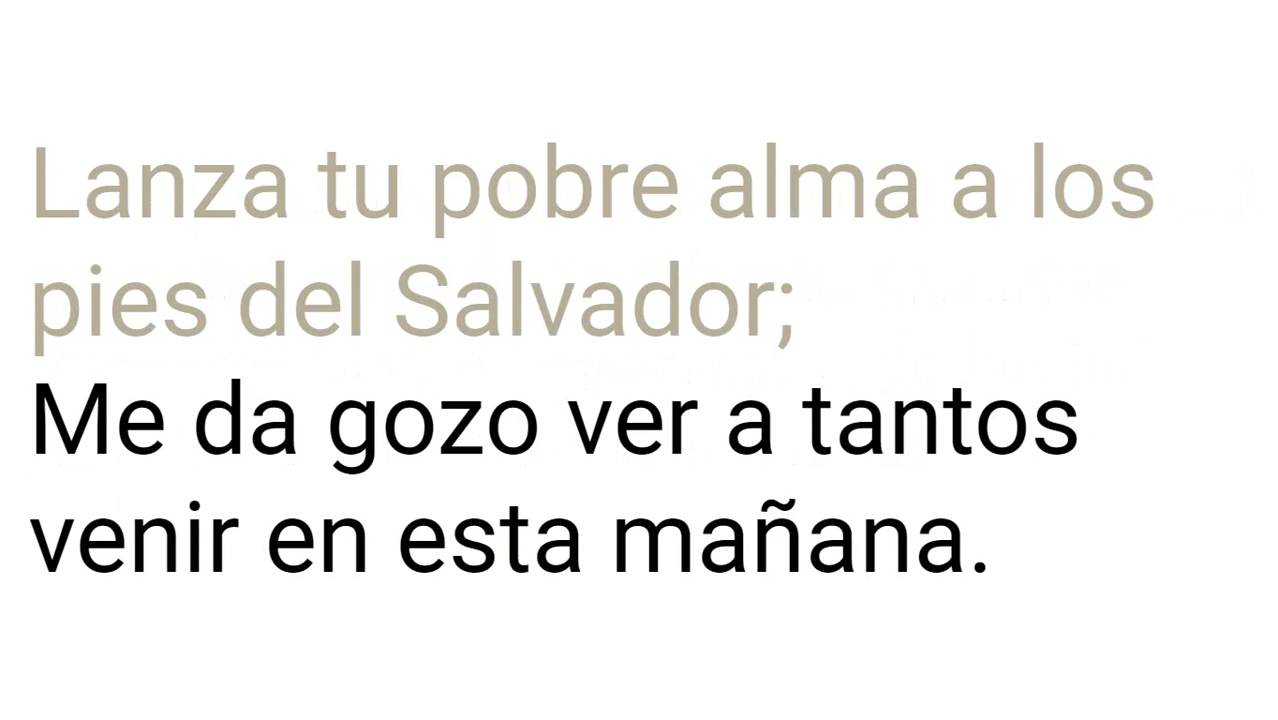 Lanza tu pobre alma a los
pies del Salvador;
Me da gozo ver a tantos
venir en esta mañana.